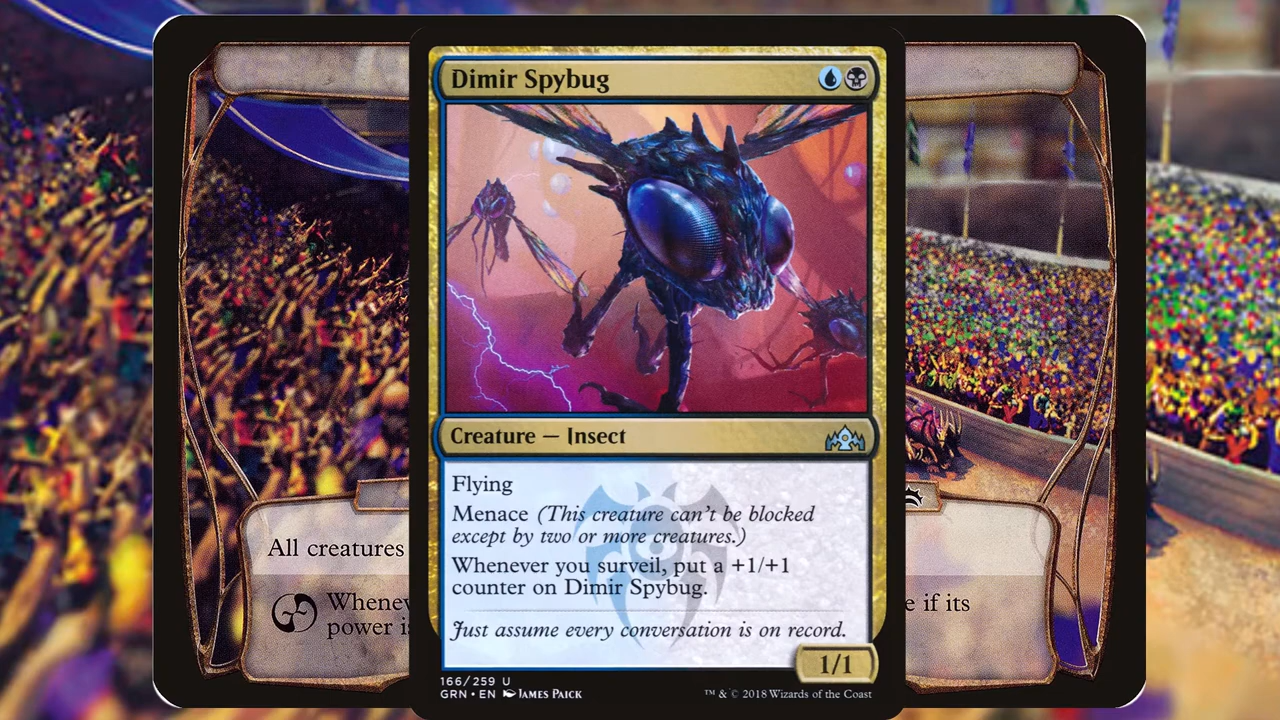 Dimir Spybug
Creature — Insect
Flying
Menace (This creature can't be blocked
except by two or more creatures.)
Whenever you surveil, put a +1/+1
counter on Dimir Spybug.
Just assume every conversation is on record.
1/1
166/259 U
GRN • EN James Paick
™ & © 2018 Wizards of the Coast
All creatures
Whenev
power is
e if its